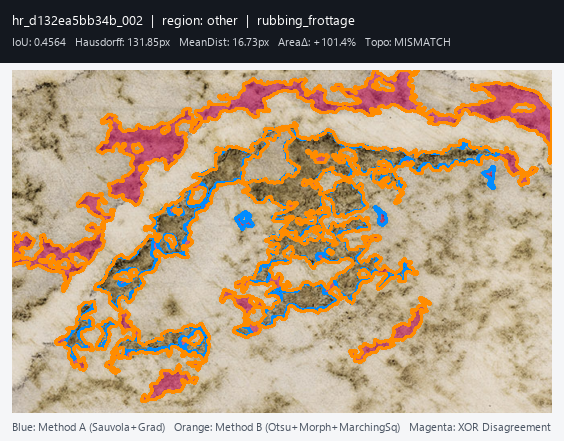 hr_d132ea5bb34b_002 | region: other | rubbing_frottage
IoU: 0.4564 Hausdorff: 131.85px MeanDist: 16.73px AreaΔ: +101.4% Topo: MISMATCH
Blue: Method A (Sauvola+Grad) Orange: Method B (Otsu+Morph+MarchingSq) Magenta: XOR Disagreement